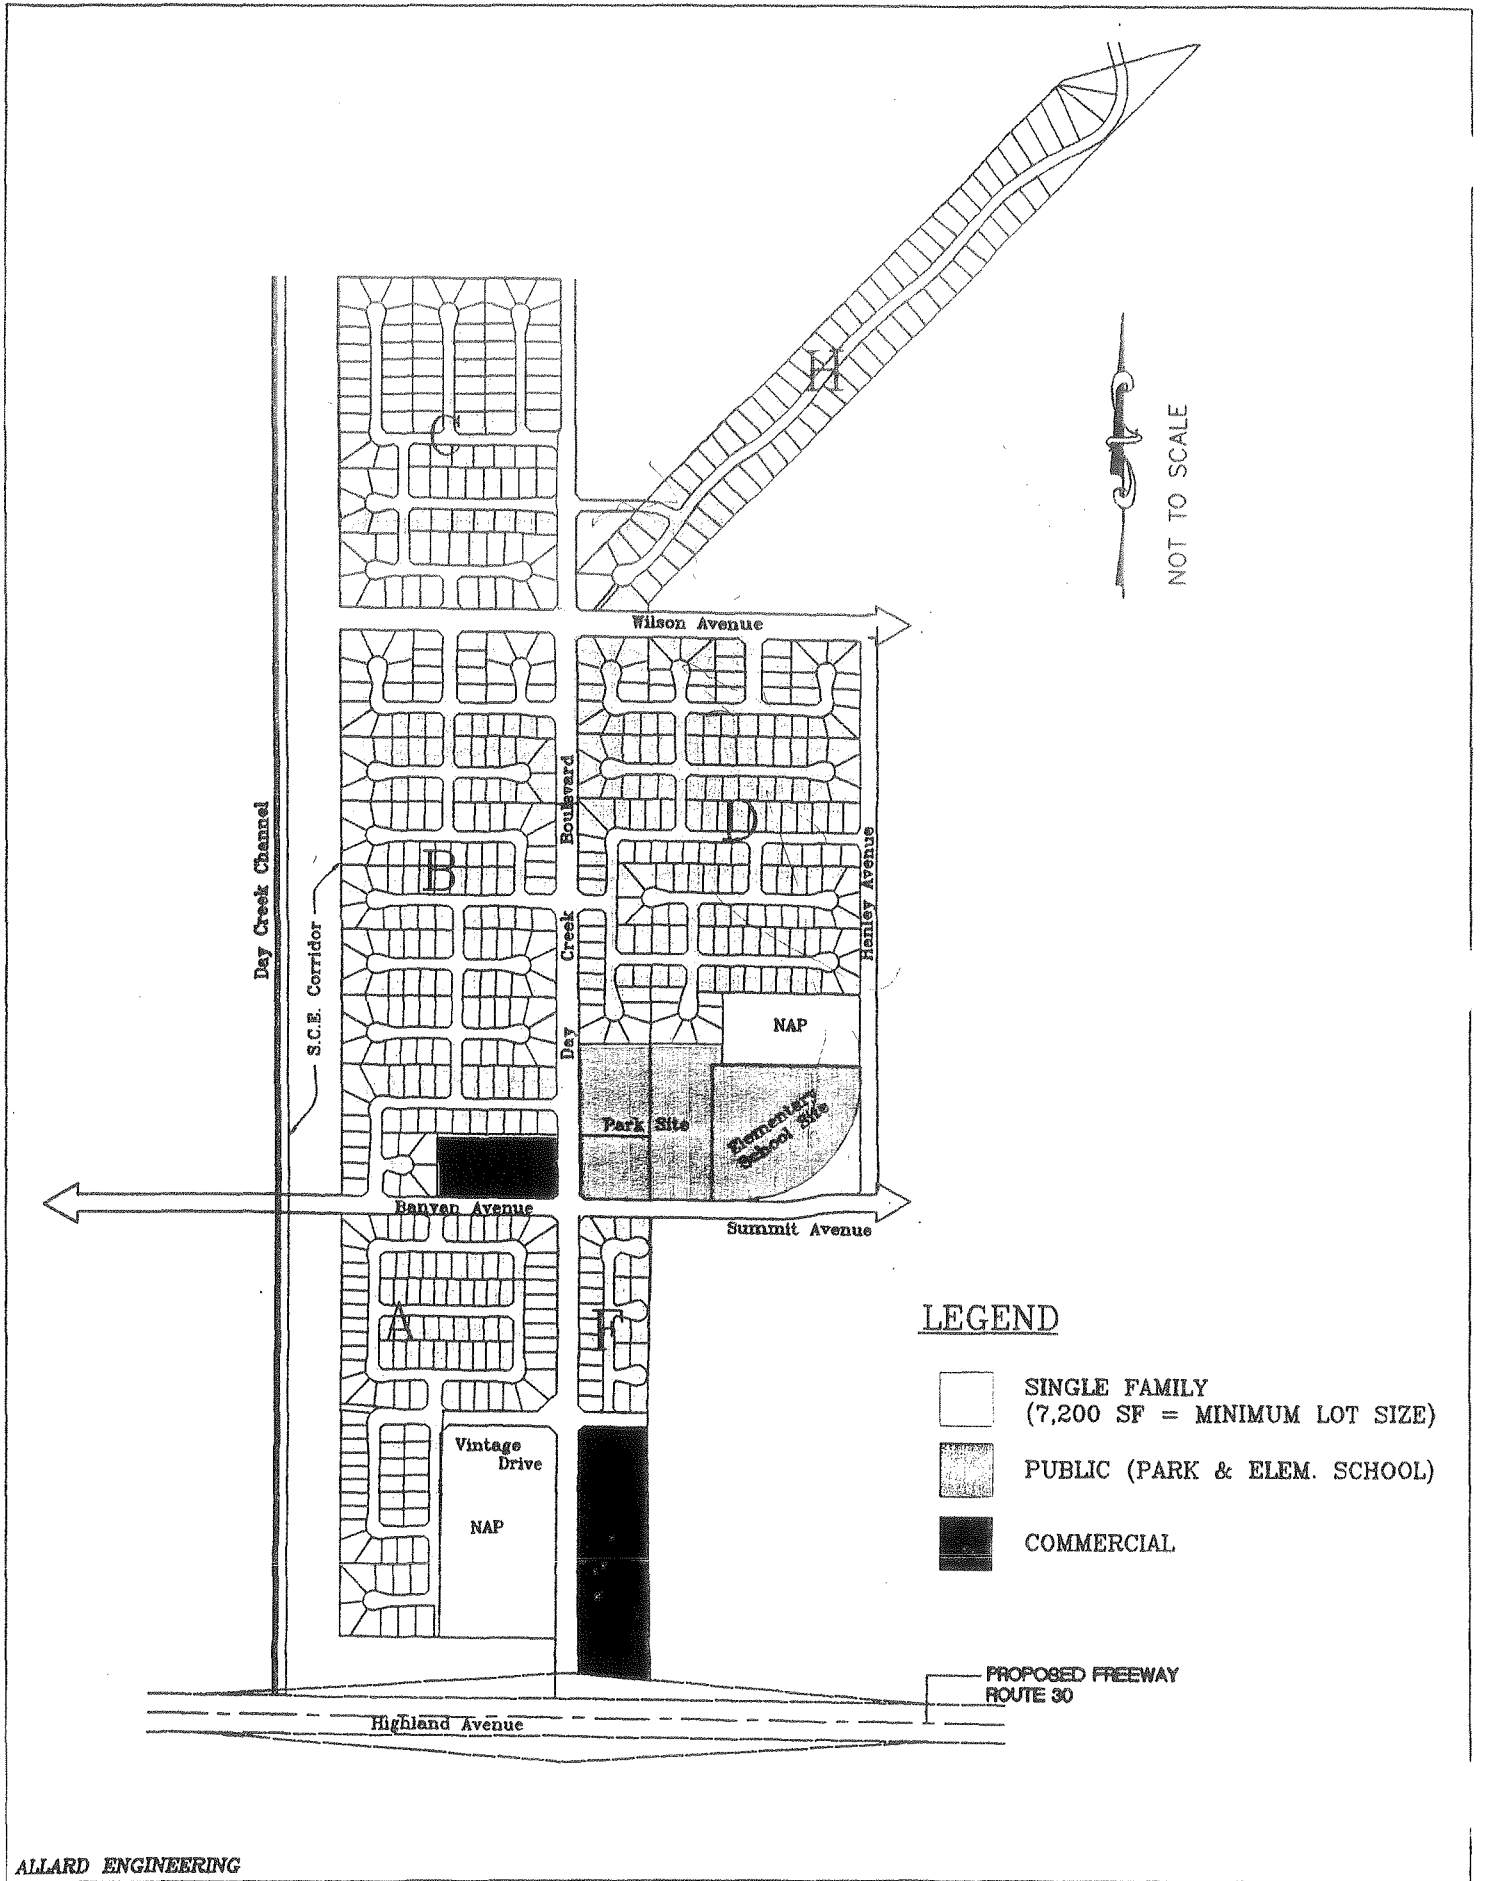 H
NOT TO SCALE
C
Wilson Avenue
Boulevard
Day Creek Channel
D
B
Henley Avenue
Creek
S.C.E. Corridor
Day
NAP
Park Site
Elementary
School Site
Banyan Avenue
Summit Avenue
A
F
LEGEND
SINGLE FAMILY
(7,200 SF = MINIMUM LOT SIZE)
Vintage
Drive
PUBLIC (PARK & ELEM. SCHOOL)
NAP
COMMERCIAL
PROPOSED FREEWAY
ROUTE 30
Highland Avenue
ALLARD ENGINEERING